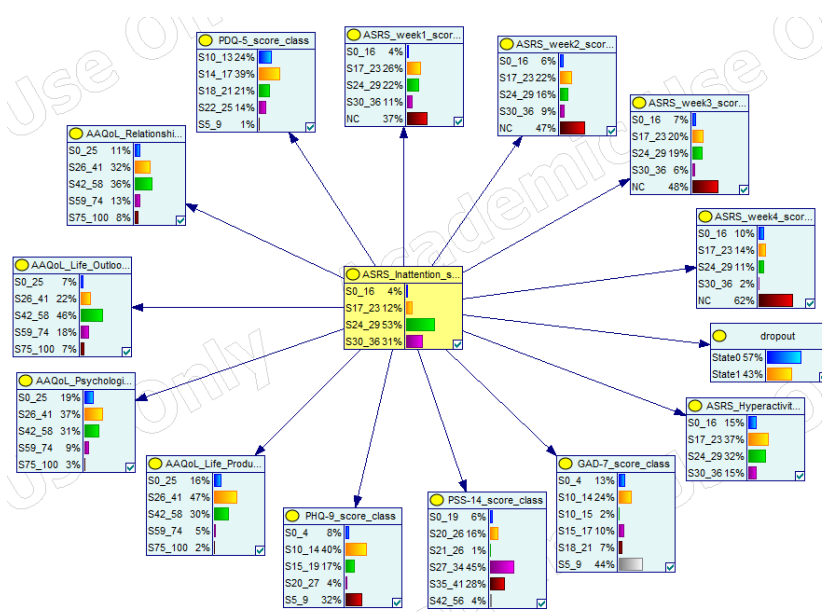 PDQ-5_score_class
S10_13 24%
S14_17 39%
S18_21 21%
S22_25 14%
S5_9 1%
ASRS_week1_scor...
S0_16 4%
S17_23 26%
S24_29 22%
S30_36 11%
NC 37%
ASRS_week2_scor...
S0_16 6%
S17_23 22%
S24_29 16%
S30_36 9%
NC 47%
ASRS_week3_scor...
S0_16 7%
S17_23 20%
S24_29 19%
S30_36 6%
NC 48%
AAQoL_Relationshi...
S0_25 11%
S26_41 32%
S42_58 36%
S59_74 13%
S75_100 8%
ASRS_week4_scor...
S0_16 10%
S17_23 14%
S24_29 11%
S30_36 2%
NC 62%
AAQoL_Life_Outloo...
S0_25 7%
S26_41 22%
S42_58 46%
S59_74 18%
S75_100 7%
ASRS_Inattention_s...
S0_16 4%
S17_23 12%
S24_29 53%
S30_36 31%
dropout
State0 57%
State1 43%
AAQoL_Psychologi...
S0_25 19%
S26_41 37%
S42_58 31%
S59_74 9%
S75_100 3%
ASRS_Hyperactivit...
S0_16 15%
S17_23 37%
S24_29 32%
S30_36 15%
AAQoL_Life_Produ...
S0_25 16%
S26_41 47%
S42_58 30%
S59_74 5%
S75_100 2%
PHQ-9_score_class
S0_4 8%
S10_14 40%
S15_19 17%
S20_27 4%
S5_9 32%
PSS-14_score_class
S0_19 6%
S20_26 16%
S21_26 1%
S27_34 45%
S35_41 28%
S42_56 4%
GAD-7_score_class
S0_4 13%
S10_14 24%
S10_15 2%
S15_17 10%
S18_21 7%
S5_9 44%
Use On
Use O
Academic
Only
Use O